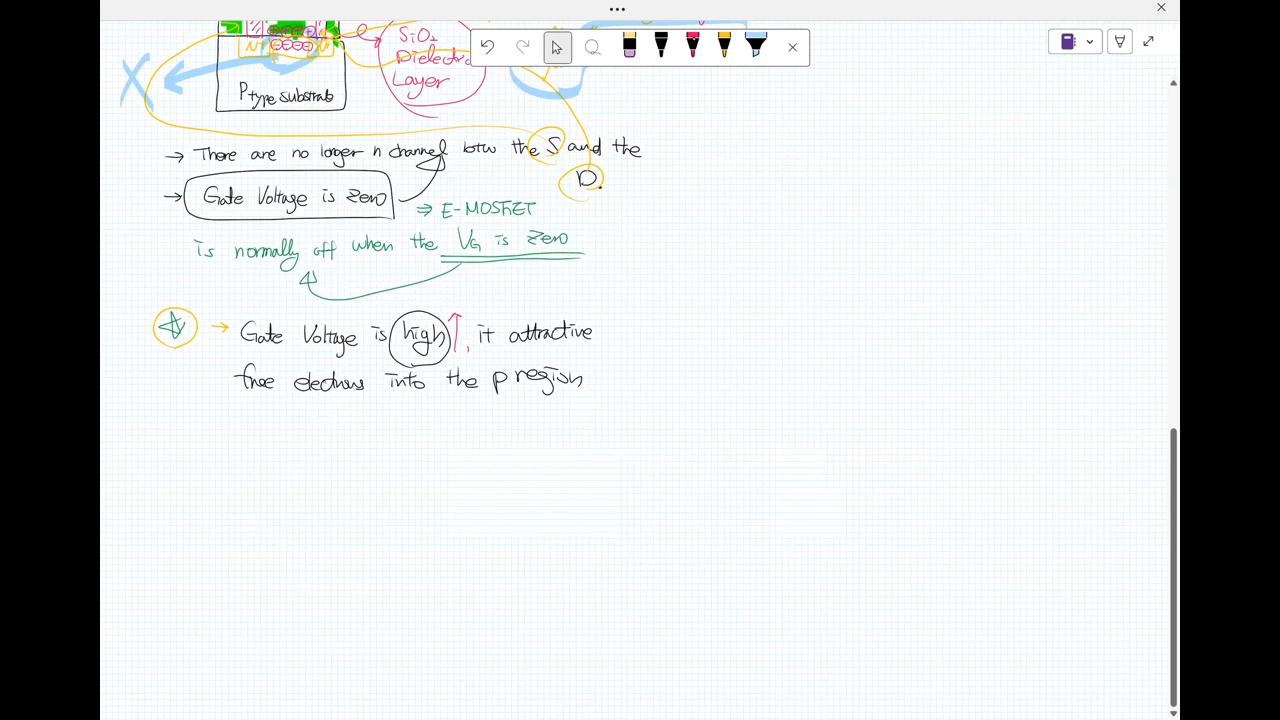 SiO₂
Dielectric
Layer
P type substrate
X
→ There are no longer n channel btw the S and the
D.
→ Gate Voltage is zero
⇒ E-MOSFET
is normally off when the VG is zero
→ Gate Voltage is high ↑, it attractive
free electrons into the p region